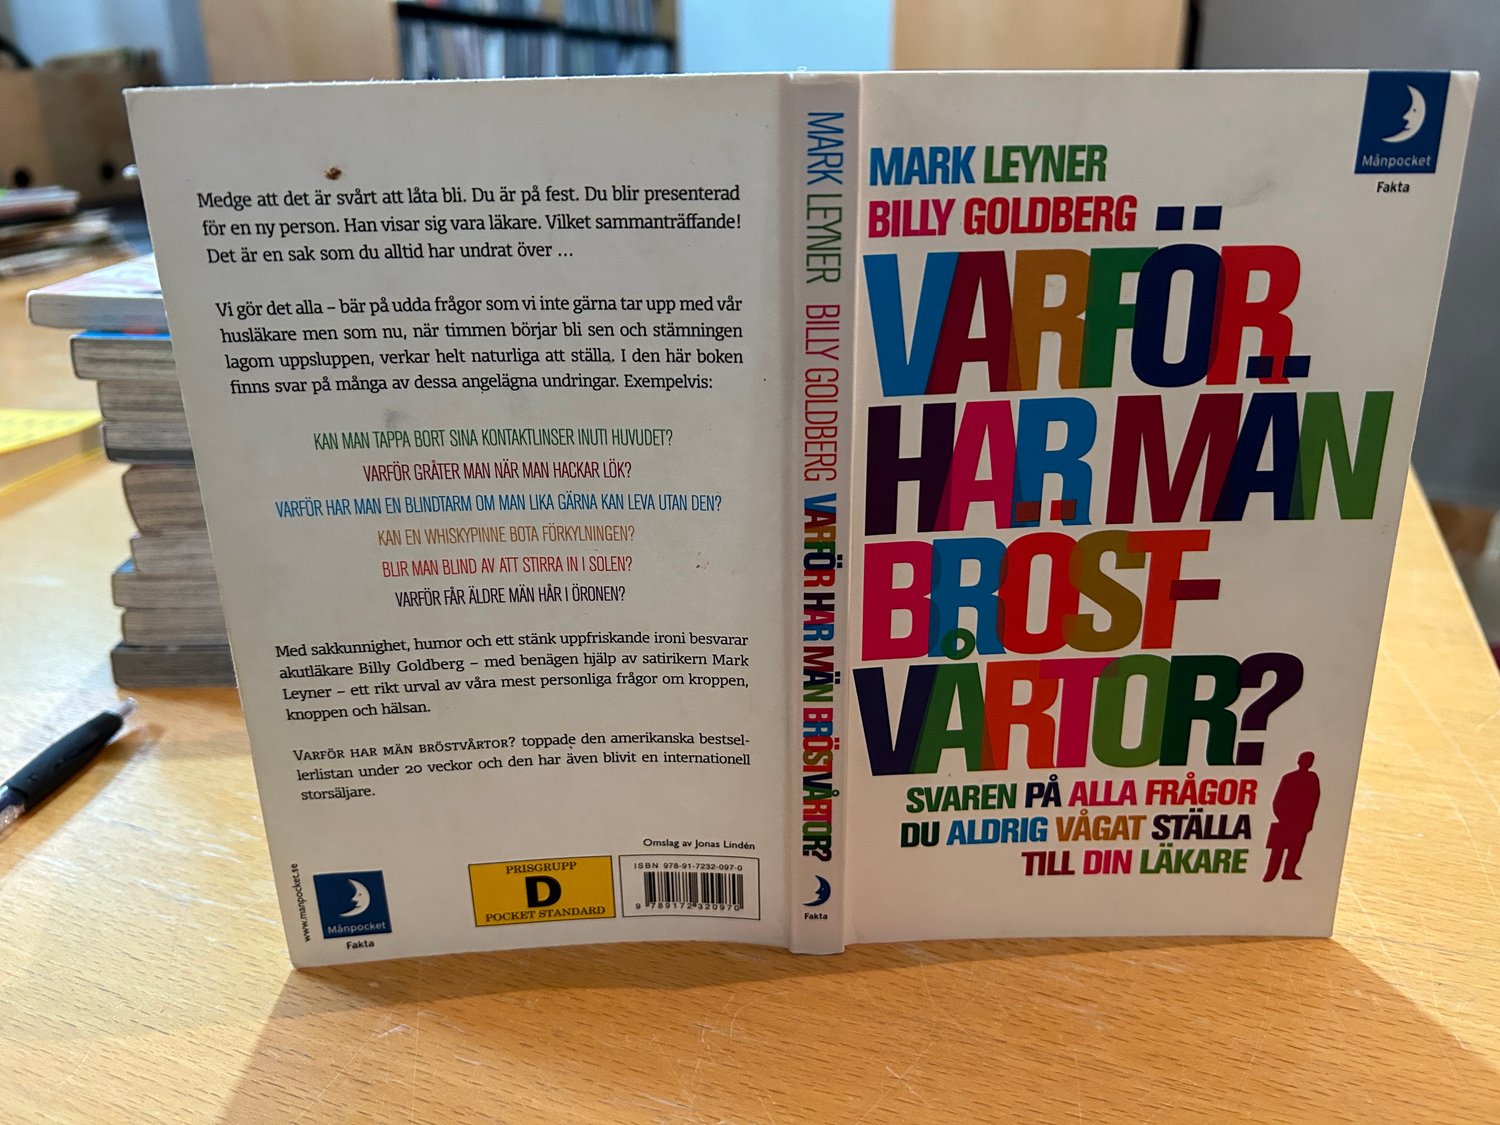 Medge att det är svårt att låta bli. Du är på fest. Du blir presenterad
för en ny person. Han visar sig vara läkare. Vilket sammanträffande!
Det är en sak som du alltid har undrat över ...
Vi gör det alla – bär på udda frågor som vi inte gärna tar upp med vår
husläkare men som nu, när timmen börjar bli sen och stämningen
lagom uppsluppen, verkar helt naturliga att ställa. I den här boken
finns svar på många av dessa angelägna undringar. Exempelvis:
KAN MAN TAPPA BORT SINA KONTAKTLINSER INUTI HUVUDET?
VARFÖR GRÅTER MAN NÄR MAN HACKAR LÖK?
VARFÖR HAR MAN EN BLINDTARM OM MAN LIKA GÄRNA KAN LEVA UTAN DEN?
KAN EN WHISKYPINNE BOTA FÖRKYLNINGEN?
BLIR MAN BLIND AV ATT STIRRA IN I SOLEN?
VARFÖR FÅR ÄLDRE MÄN HÅR I ÖRONEN?
Med sakkunnighet, humor och ett stänk uppfriskande ironi besvarar
akutläkare Billy Goldberg – med benägen hjälp av satirikern Mark
Leyner – ett rikt urval av våra mest personliga frågor om kroppen,
knoppen och hälsan.
VARFÖR HAR MÄN BRÖSTVÅRTOR? toppade den amerikanska bestsel-
lerlistan under 20 veckor och den har även blivit en internationell
storsäljare.
Omslag av Jonas Lindén
www.manpocket.se
Månpocket
Fakta
PRISGRUPP
D
POCKET STANDARD
ISBN 978-91-7232-097-0
9 789172 320970
MARK LEYNER BILLY GOLDBERG VARFÖR HAR MÄN BRÖSTVÅRTOR?
Fakta
Månpocket
Fakta
MARK LEYNER
BILLY GOLDBERG
VARFÖR
HAR MÄN
BRÖST-
VÅRTOR?
SVAREN PÅ ALLA FRÅGOR
DU ALDRIG VÅGAT STÄLLA
TILL DIN LÄKARE